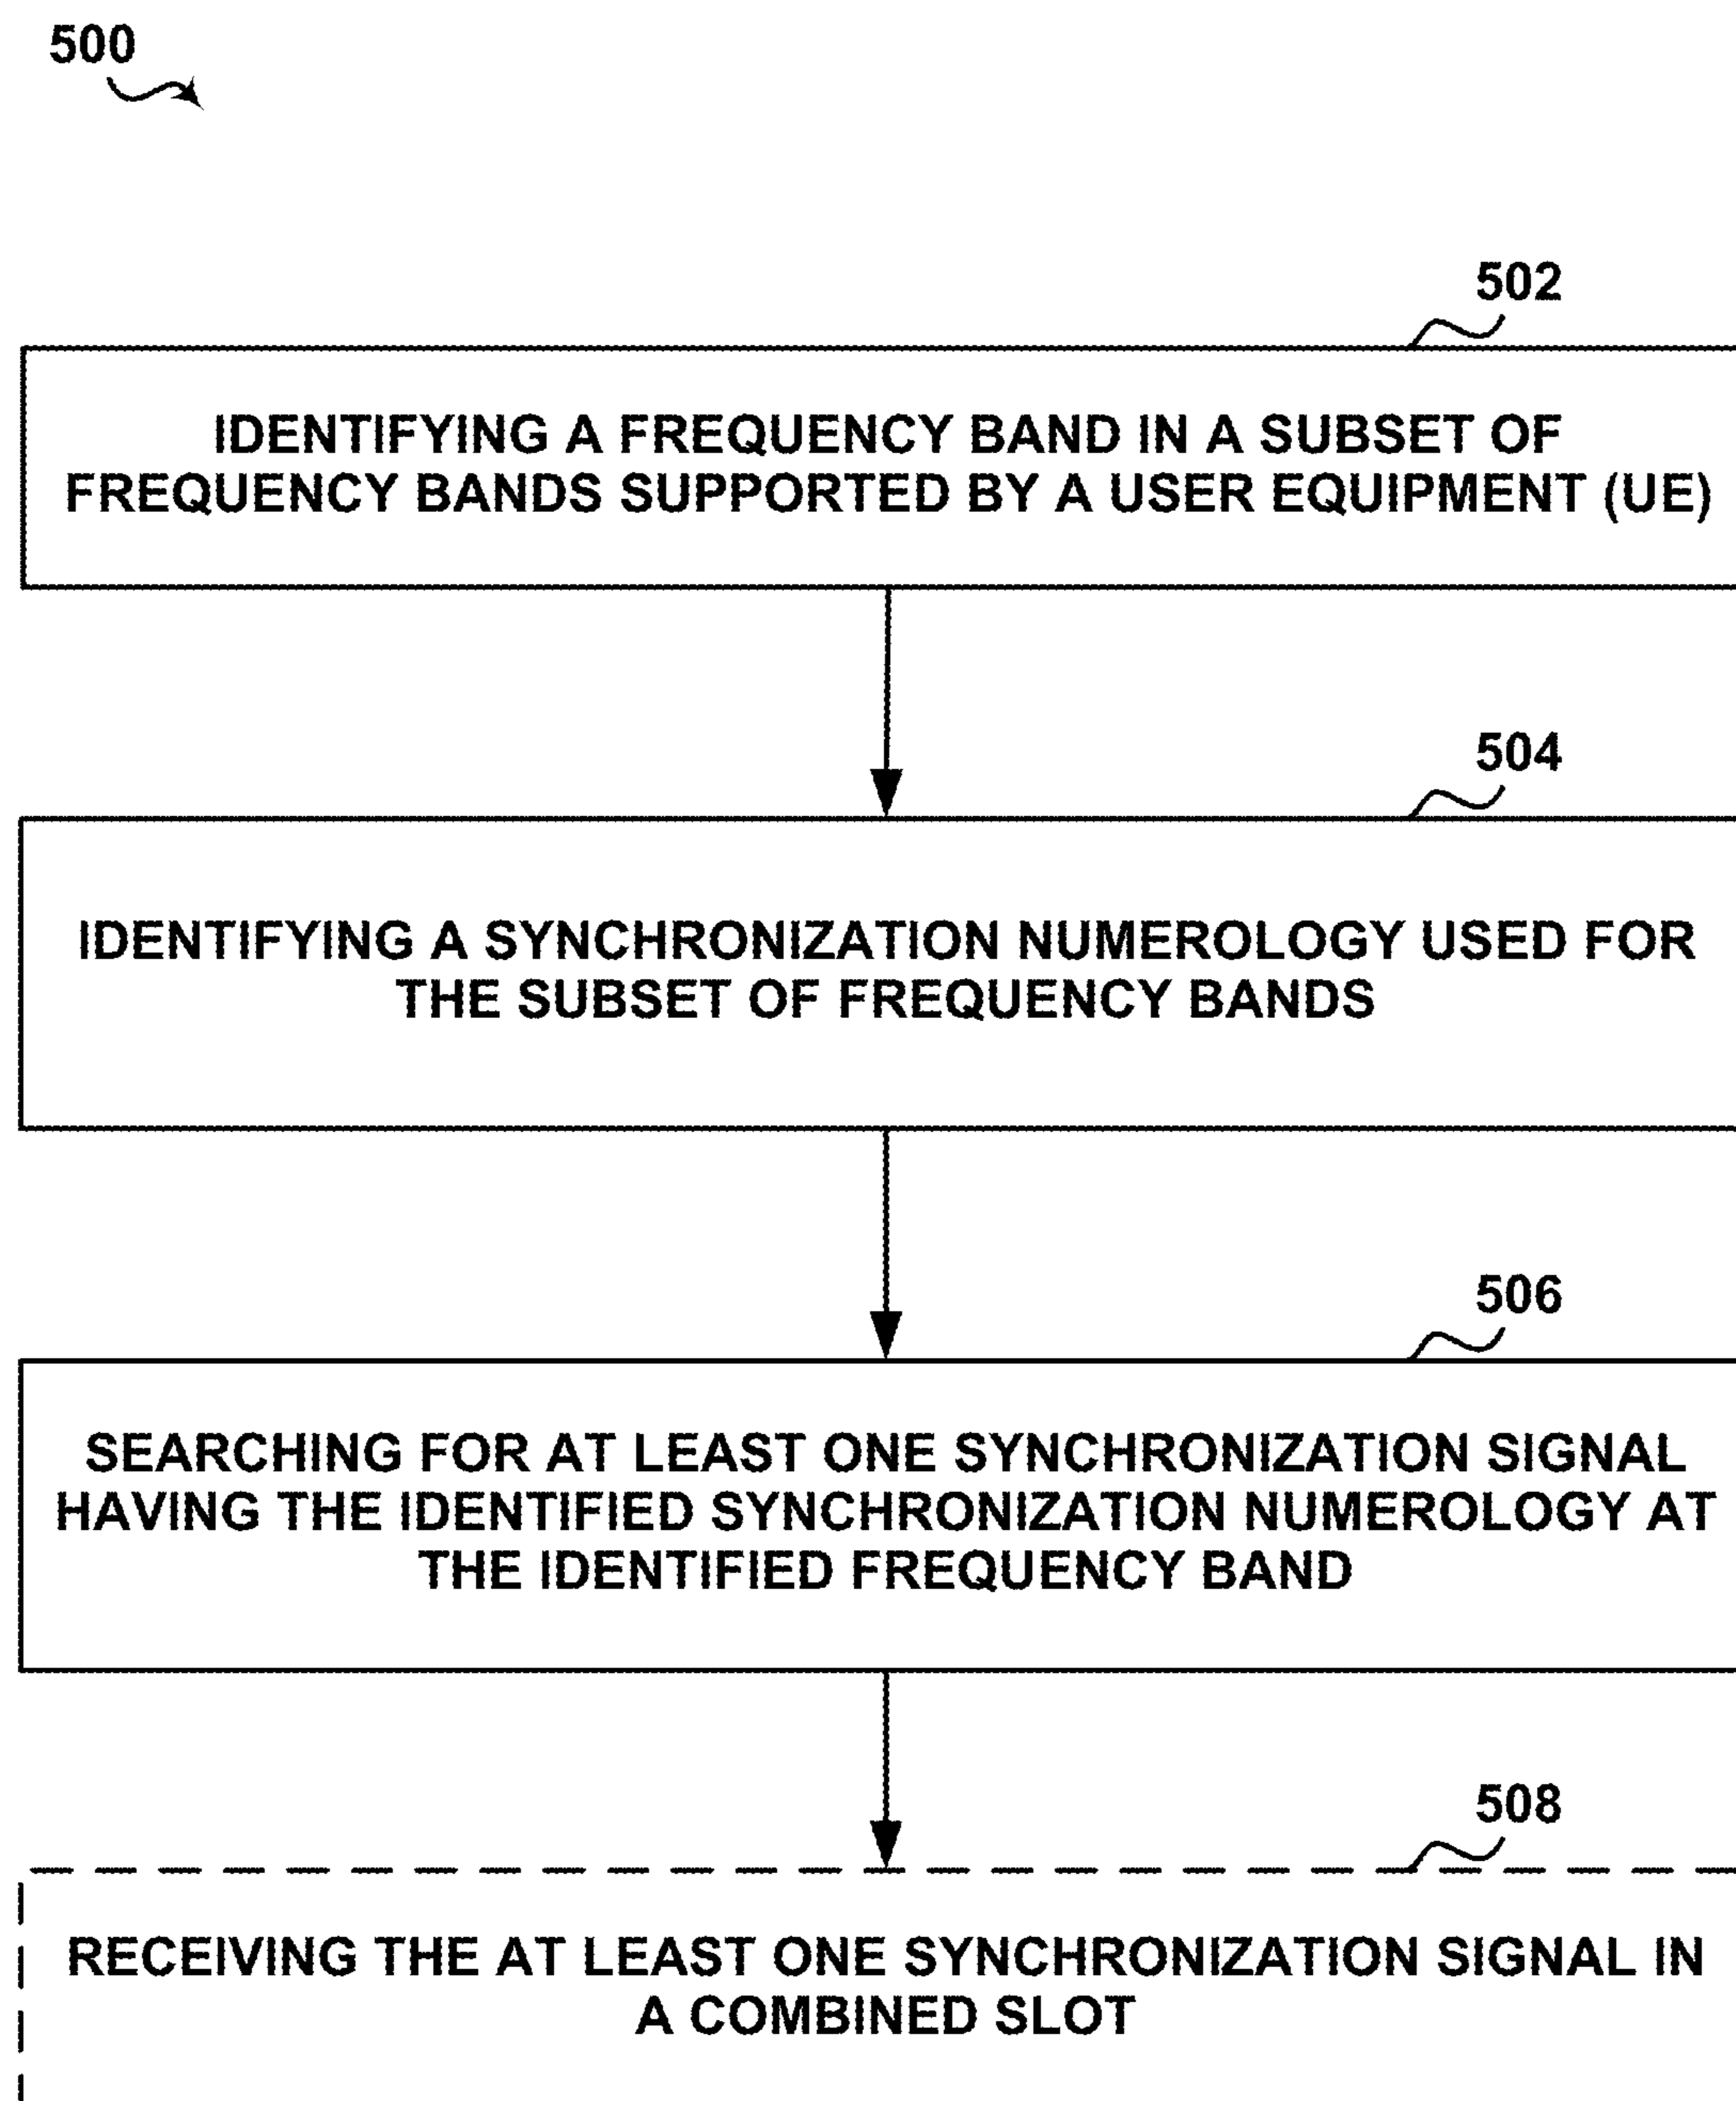 500
502
IDENTIFYING A FREQUENCY BAND IN A SUBSET OF
FREQUENCY BANDS SUPPORTED BY A USER EQUIPMENT (UE)
504
IDENTIFYING A SYNCHRONIZATION NUMEROLOGY USED FOR
THE SUBSET OF FREQUENCY BANDS
506
SEARCHING FOR AT LEAST ONE SYNCHRONIZATION SIGNAL
HAVING THE IDENTIFIED SYNCHRONIZATION NUMEROLOGY AT
THE IDENTIFIED FREQUENCY BAND
508
RECEIVING THE AT LEAST ONE SYNCHRONIZATION SIGNAL IN
A COMBINED SLOT